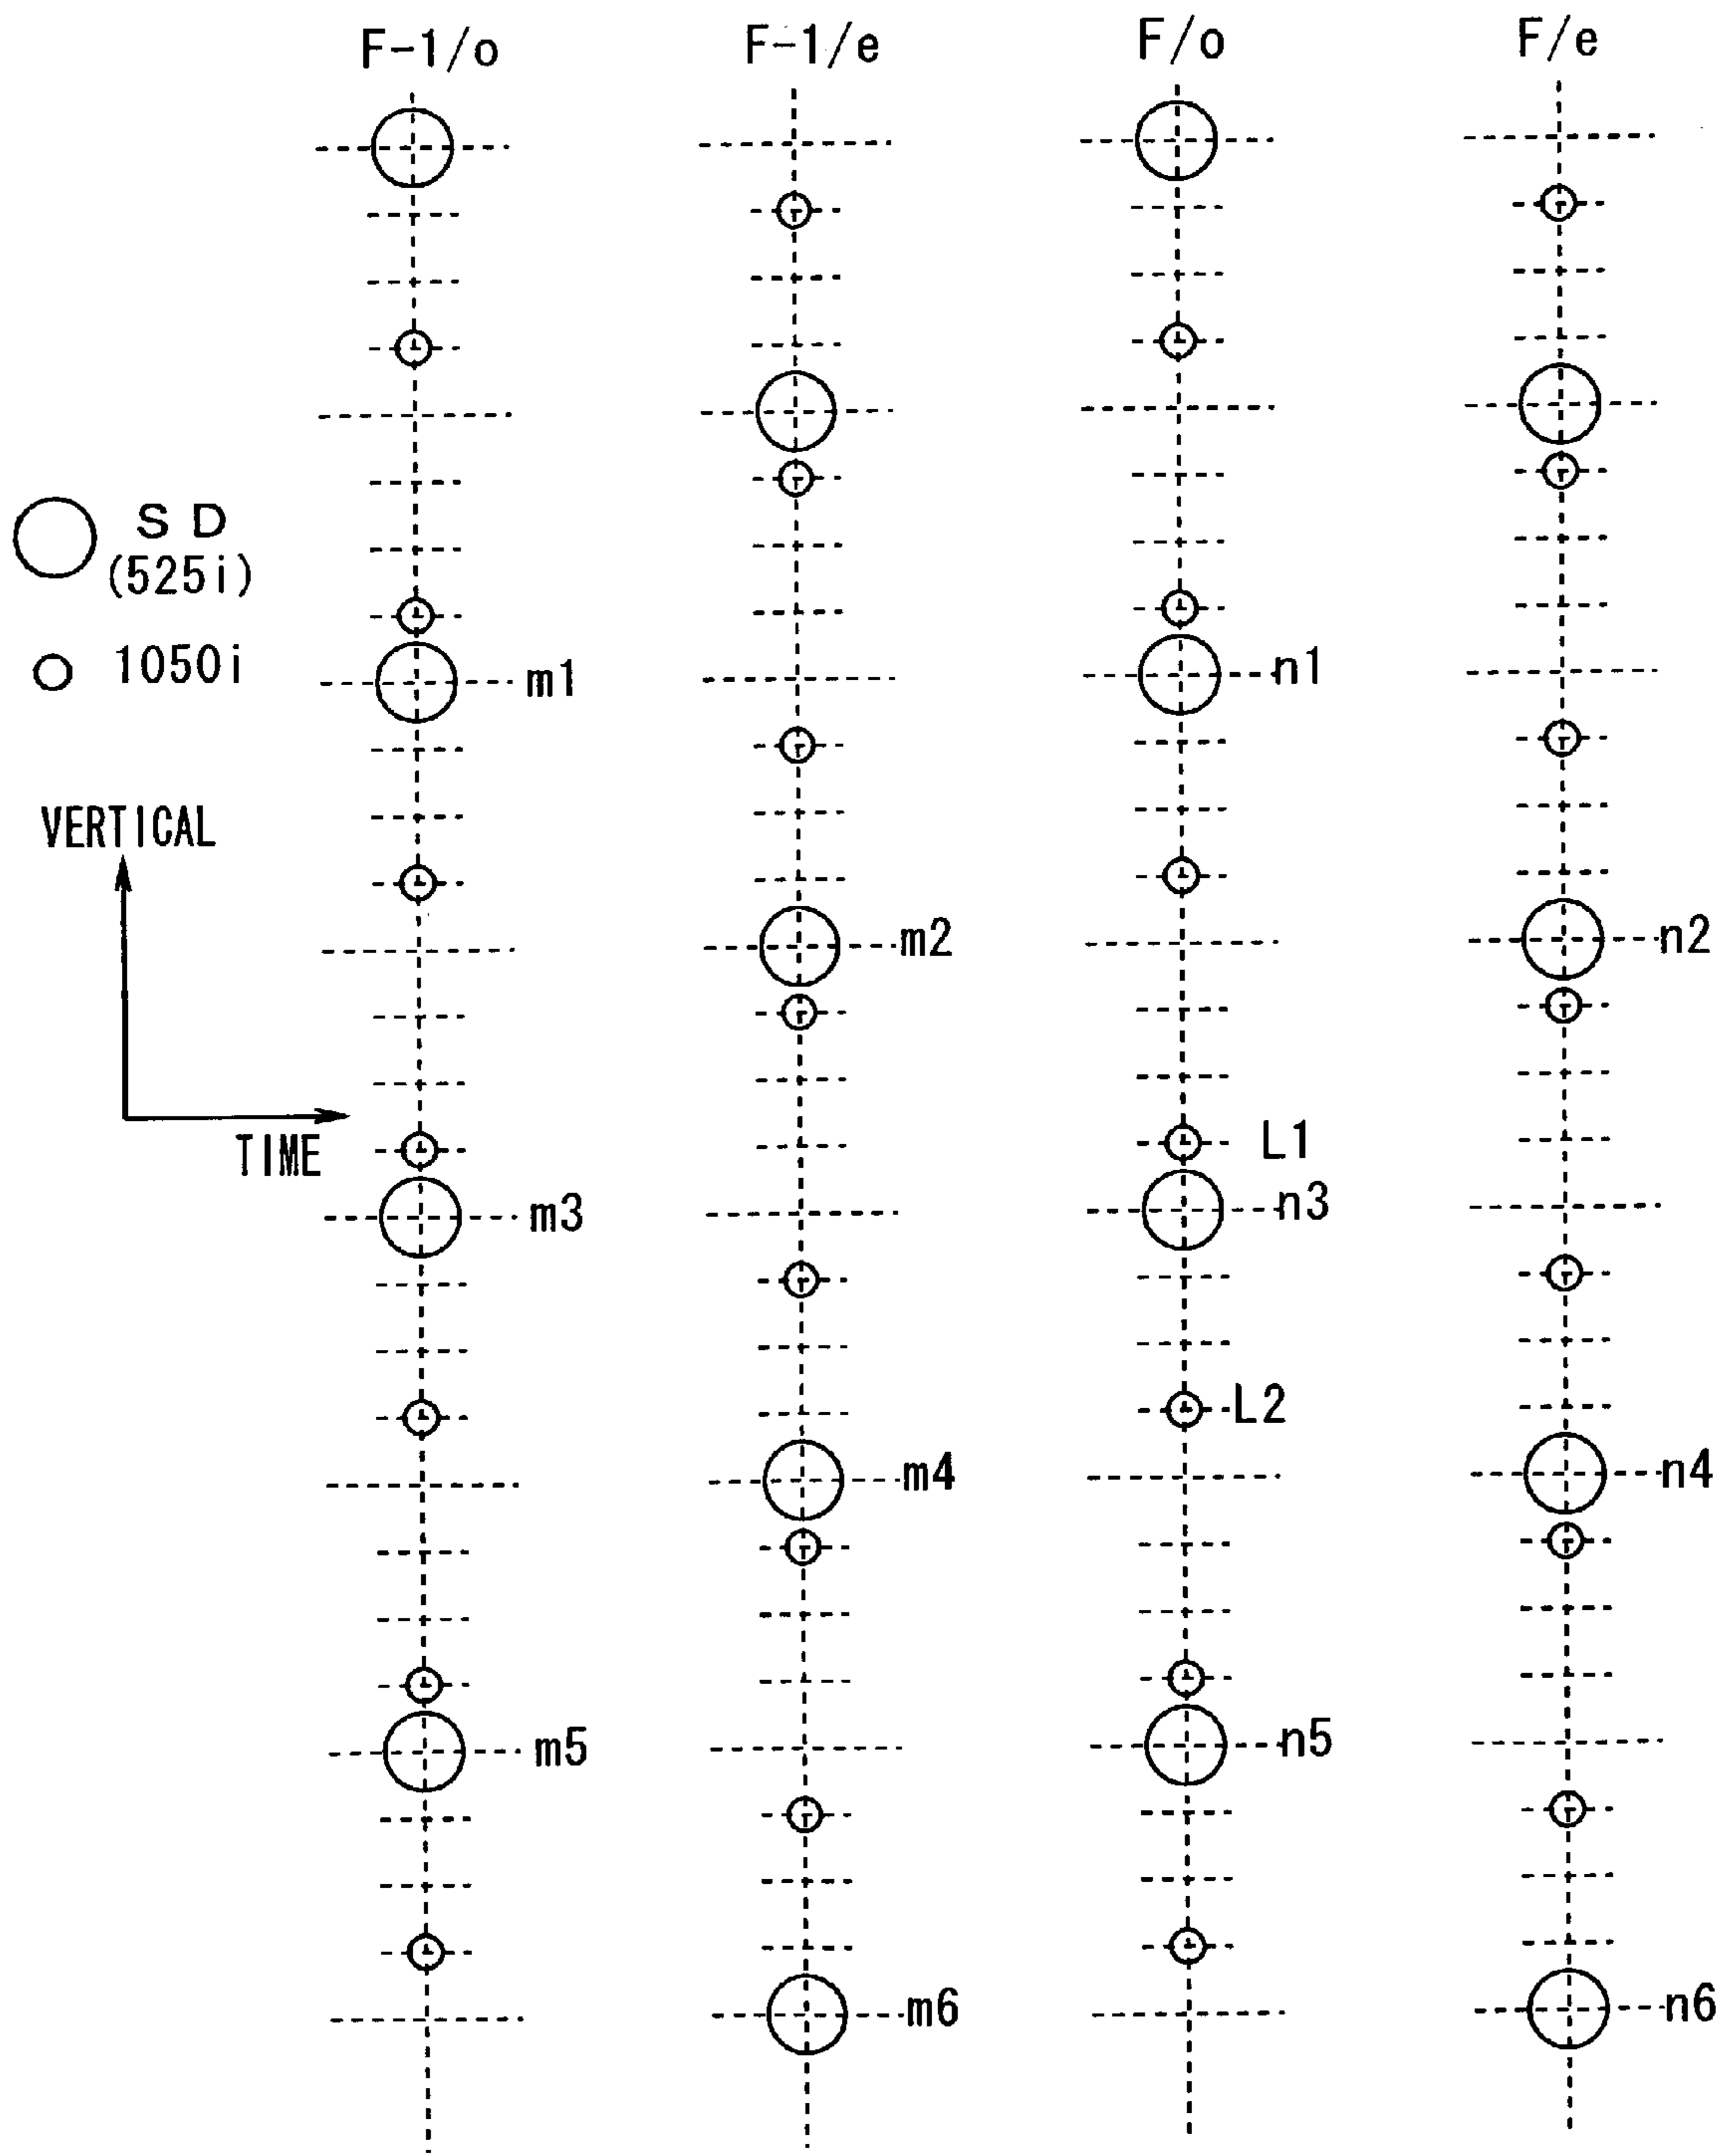 F-1/o F-1/e F/o F/e
SD
(525i)
1050i
m1 n1
VERTICAL
m2 n2
TIME
L1
m3 n3
L2
m4 n4
m5 n5
m6 n6